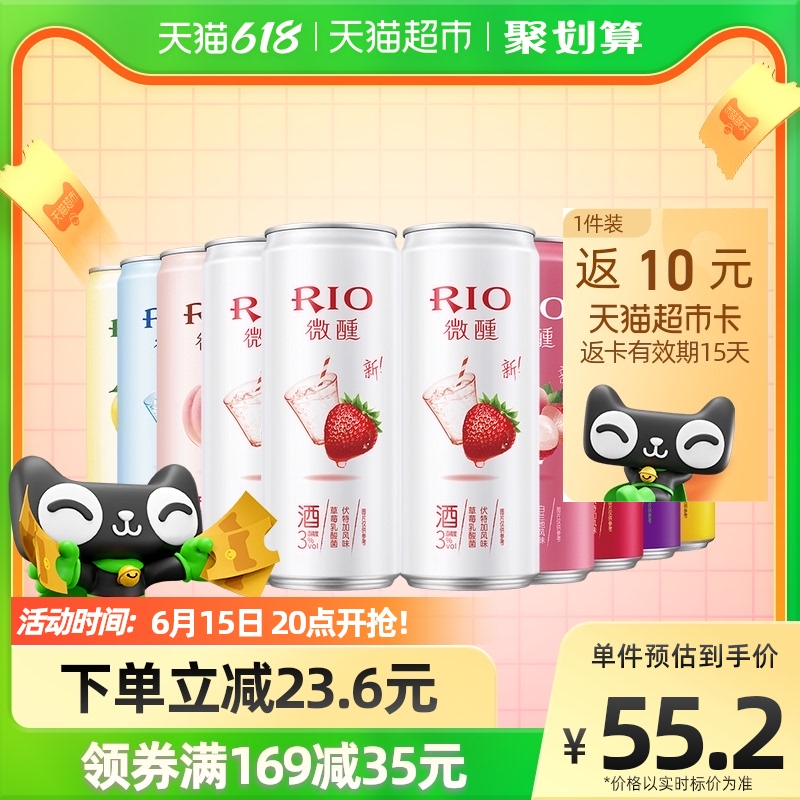 天猫618 | 天猫超市 | 聚划算
天猫超市
1件装
返 10 元
天猫超市卡
返卡有效期15天
RIO
微醺
新!
酒
3%vol
伏特加风味
草莓乳酸菌
RIO
微醺
新!
酒
3%vol
伏特加风味
草莓乳酸菌
活动时间: 6月15日 20点开抢!
下单立减23.6元
领券满169减35元
单件预估到手价
¥55.2
*价格以实时标价为准